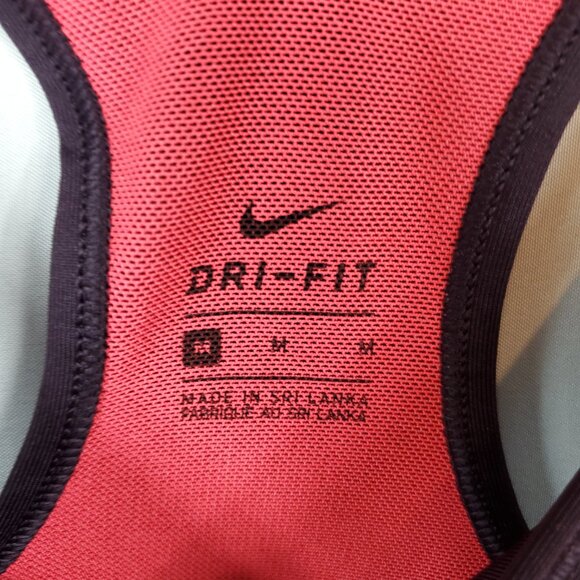 DRI-FIT
M M M
MADE IN SRI LANKA
FABRIQUE AU SRI LANKA